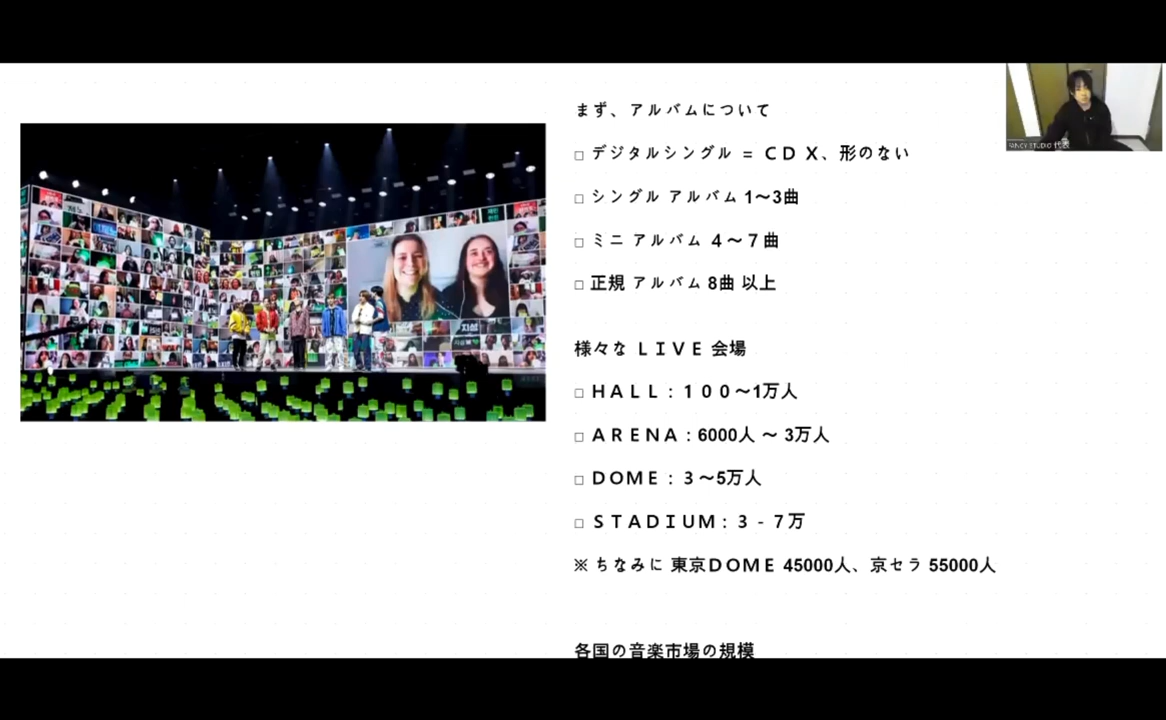 まず、アルバムについて
□ デジタルシングル = ＣＤ Ｘ、形のない
□ シングル アルバム 1〜3曲
□ ミニ アルバム ４〜７曲
□ 正規 アルバム 8曲 以上
様々な ＬＩＶＥ 会場
□ ＨＡＬＬ：１００〜1万人
□ ＡＲＥＮＡ：6000人 〜 3万人
□ ＤＯＭＥ：３〜5万人
□ ＳＴＡＤＩＵＭ：３‐７万
※ ちなみに 東京ＤＯＭＥ 45000人、京セラ 55000人
各国の音楽市場の規模
STUDIO 代表